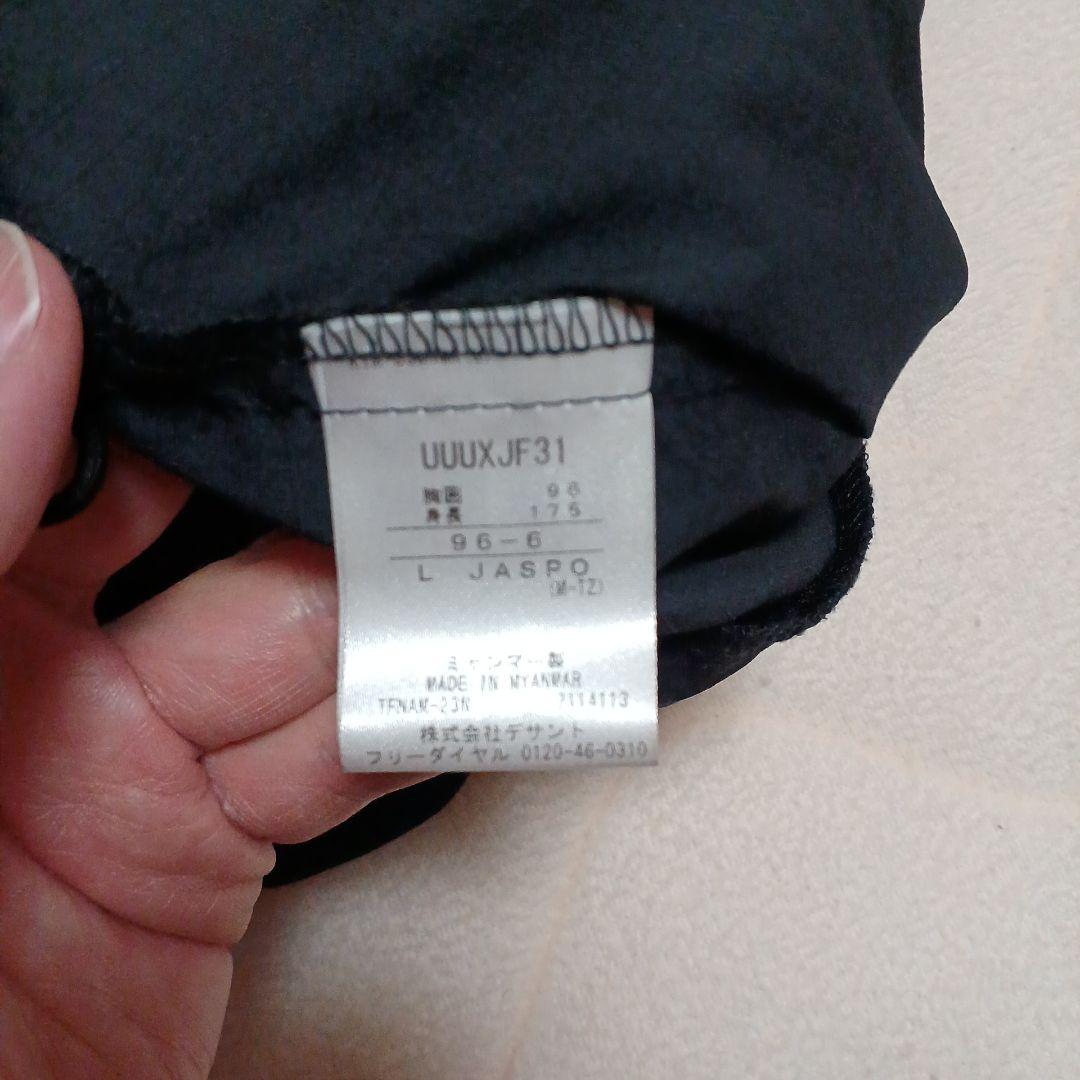 UUUXJF31
胸囲 96
身長 175
96-6
L JASPO
(M-TZ)
ミャンマー製
MADE IN MYANMAR
7114113
株式会社デサント
フリーダイヤル 0120-46-0310